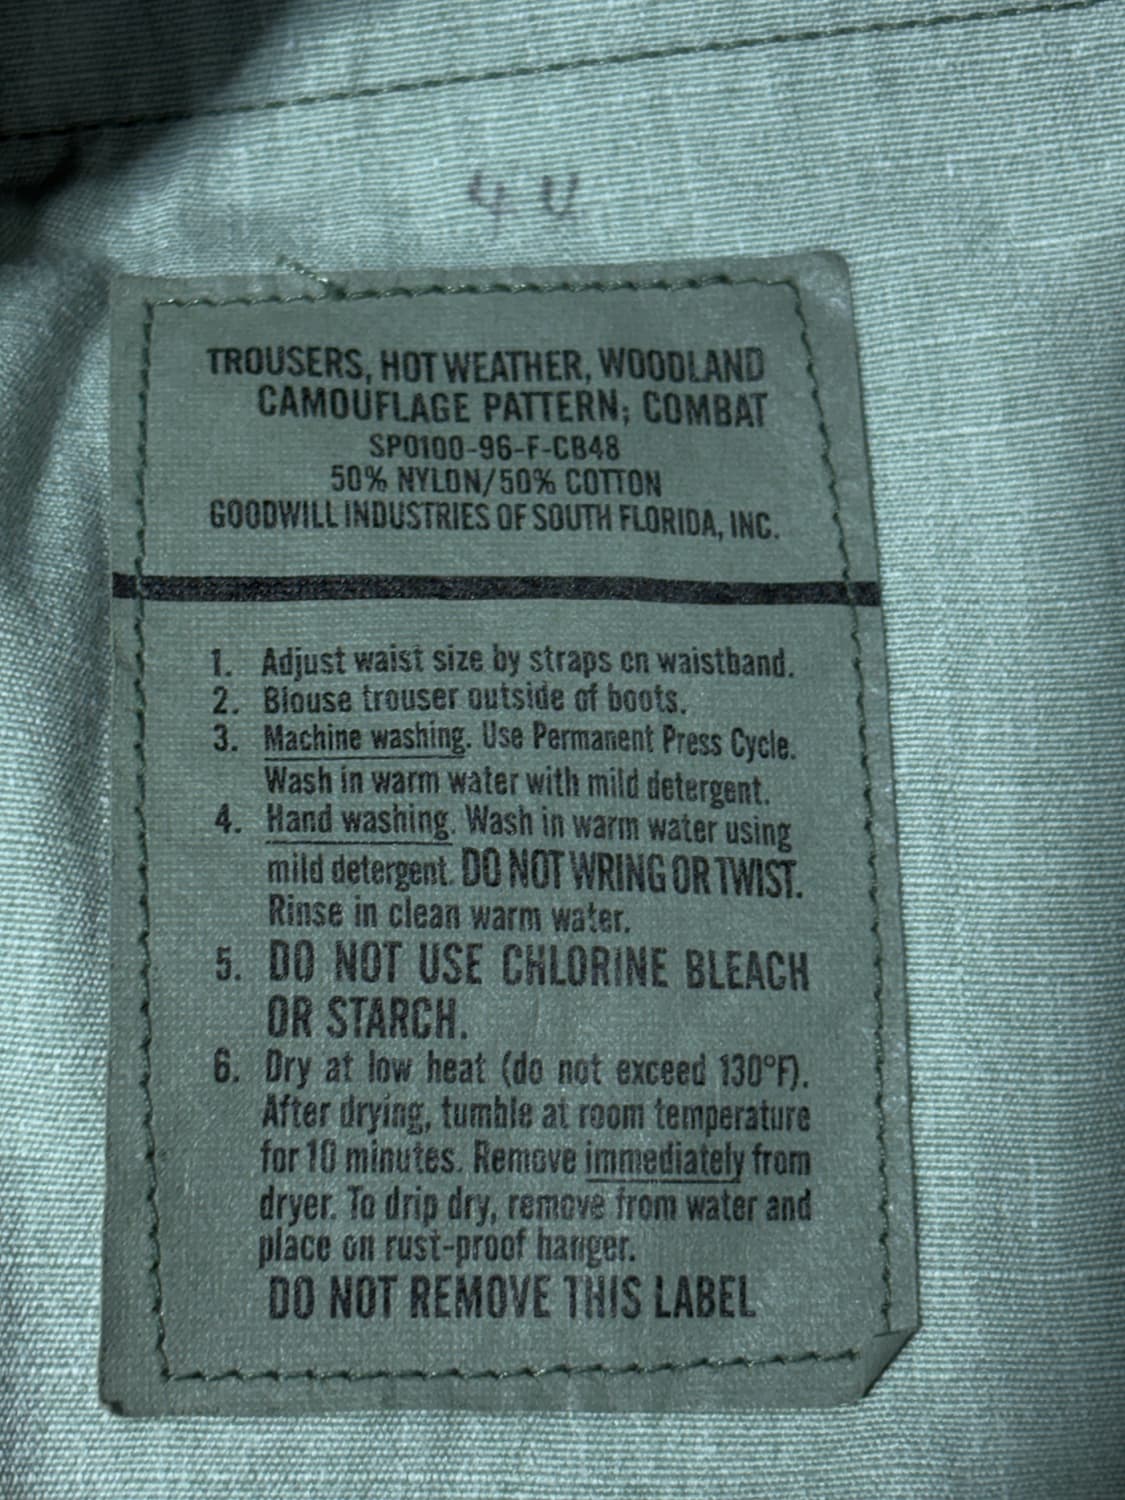 4U
TROUSERS, HOT WEATHER, WOODLAND
CAMOUFLAGE PATTERN; COMBAT
SPO100-96-F-CB48
50% NYLON/50% COTTON
GOODWILL INDUSTRIES OF SOUTH FLORIDA, INC.
1. Adjust waist size by straps on waistband.
2. Blouse trouser outside of boots.
3. Machine washing. Use Permanent Press Cycle.
Wash in warm water with mild detergent.
4. Hand washing. Wash in warm water using
mild detergent. DO NOT WRING OR TWIST.
Rinse in clean warm water.
5. DO NOT USE CHLORINE BLEACH
OR STARCH.
6. Dry at low heat (do not exceed 130°F).
After drying, tumble at room temperature
for 10 minutes. Remove immediately from
dryer. To drip dry, remove from water and
place on rust-proof hanger.
DO NOT REMOVE THIS LABEL